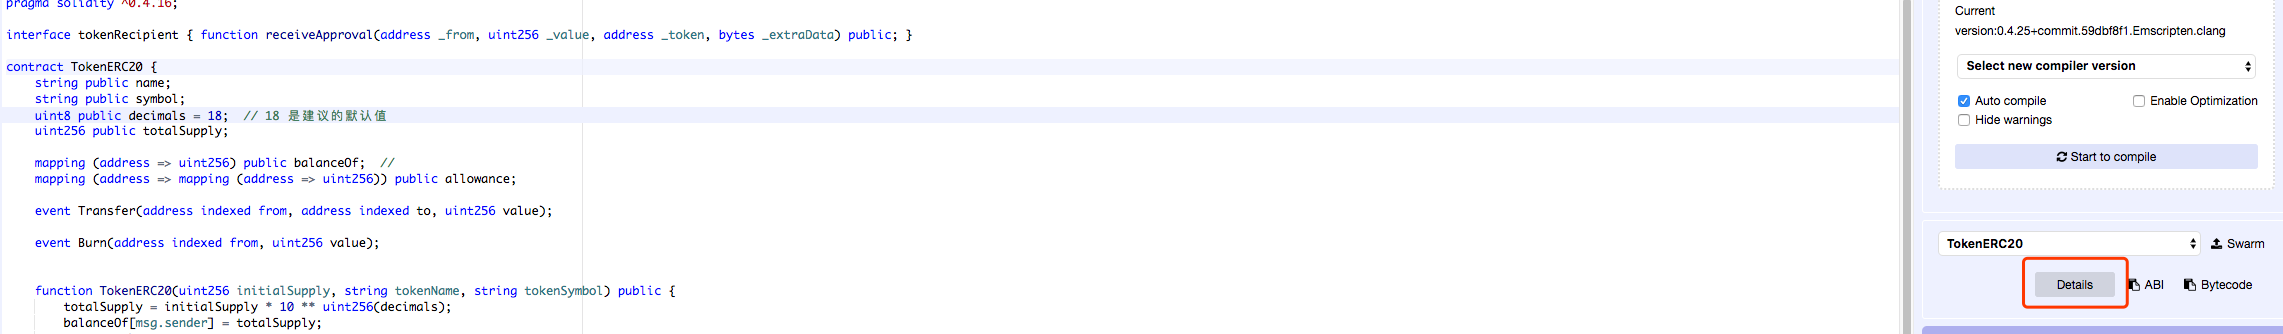 pragma solidity ^0.4.16;
interface tokenRecipient { function receiveApproval(address _from, uint256 _value, address _token, bytes _extraData) public; }
contract TokenERC20 {
string public name;
string public symbol;
uint8 public decimals = 18;  // 18 是建议的默认值
uint256 public totalSupply;
mapping (address => uint256) public balanceOf;  //
mapping (address => mapping (address => uint256)) public allowance;
event Transfer(address indexed from, address indexed to, uint256 value);
event Burn(address indexed from, uint256 value);
function TokenERC20(uint256 initialSupply, string tokenName, string tokenSymbol) public {
totalSupply = initialSupply * 10 ** uint256(decimals);
balanceOf[msg.sender] = totalSupply;
Current
version:0.4.25+commit.59dbf8f1.Emscripten.clang
Select new compiler version
Auto compile
Enable Optimization
Hide warnings
Start to compile
TokenERC20
Swarm
Details
ABI
Bytecode